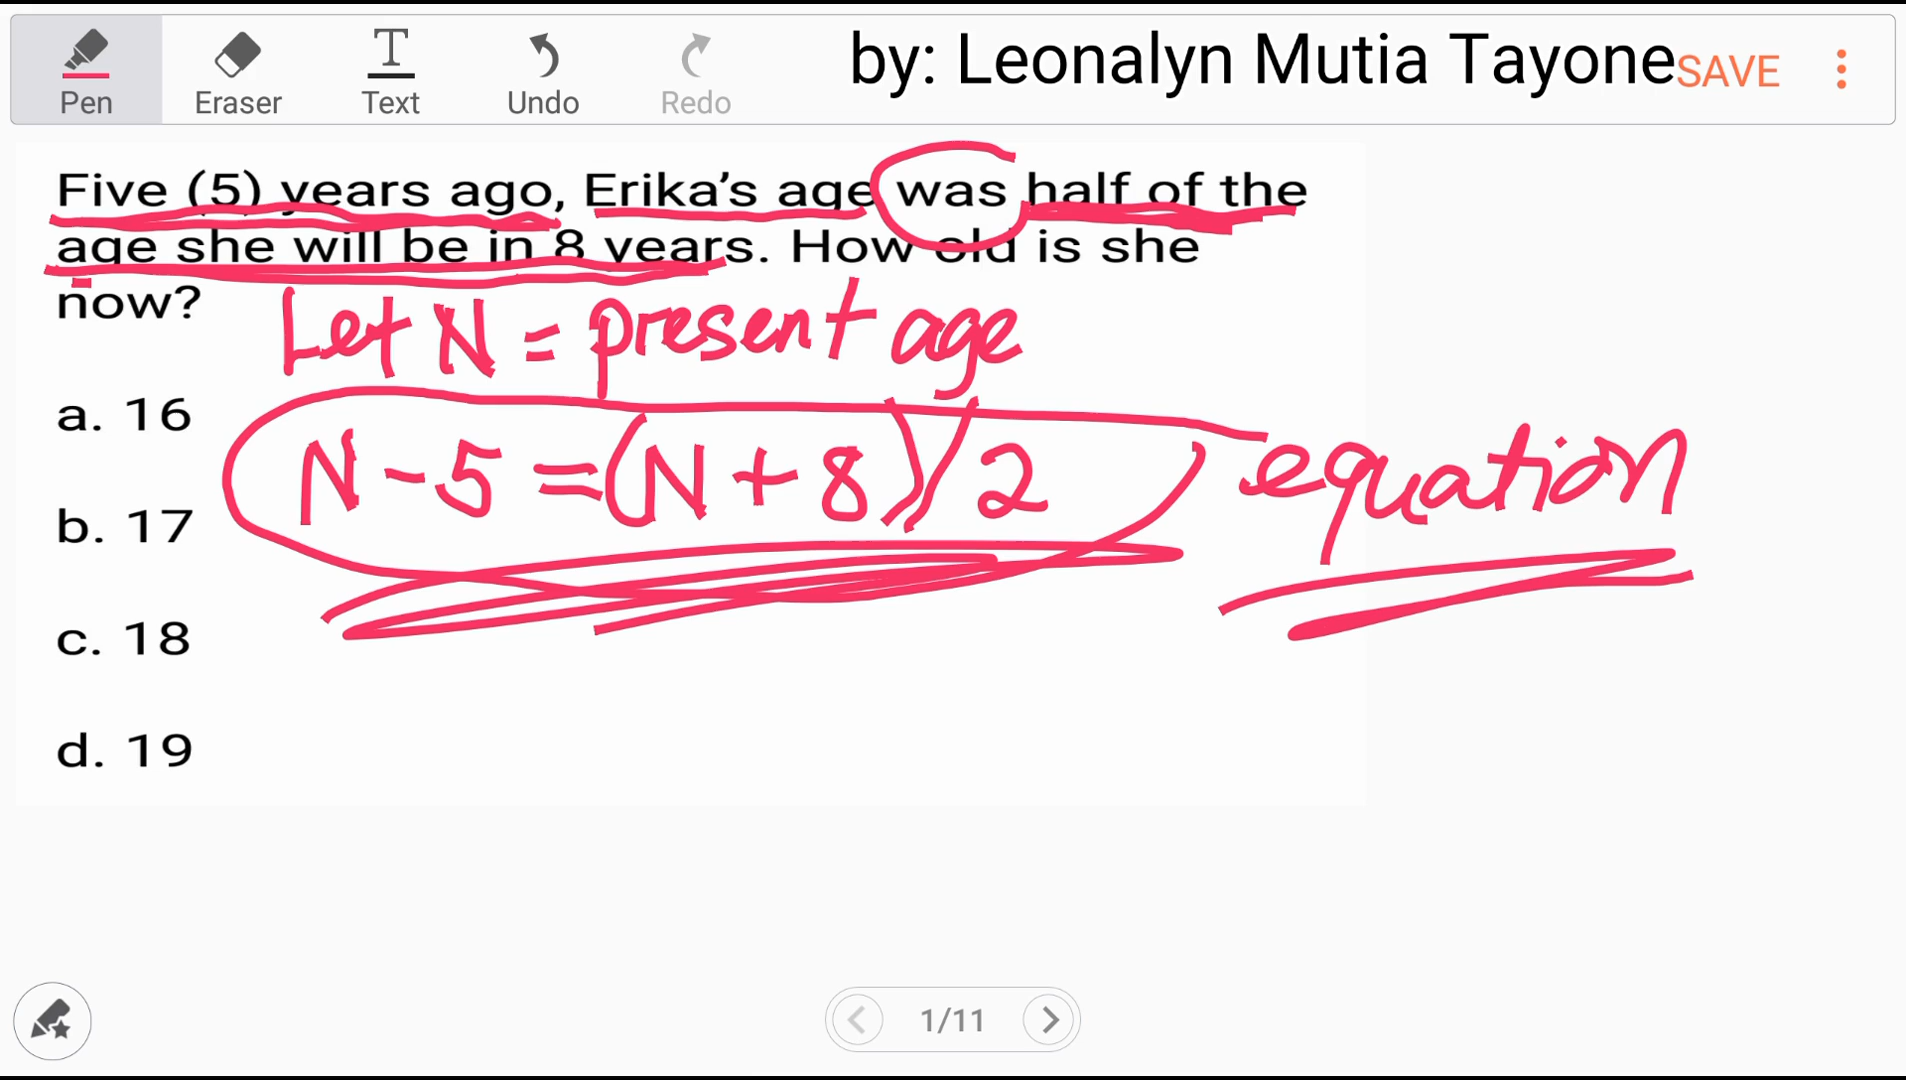 by: Leonalyn Mutia Tayone
SAVE
Pen
Eraser
Text
Undo
Redo
Five (5) years ago, Erika's age was half of the
age she will be in 8 years. How old is she
now?
Let N = present age
a. 16
N - 5 = (N + 8)/2
equation
b. 17
c. 18
d. 19
1/11